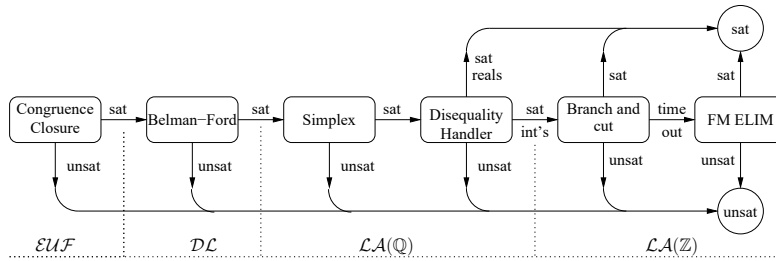 sat
sat
reals
sat
sat
Congruence
Closure
sat
Belman−Ford
sat
Simplex
sat
Disequality
Handler
sat
int's
Branch and
cut
time
out
FM ELIM
unsat
unsat
unsat
unsat
unsat
unsat
unsat
ℰ𝒰ℱ
𝒟ℒ
ℒ𝒜(ℚ)
ℒ𝒜(ℤ)